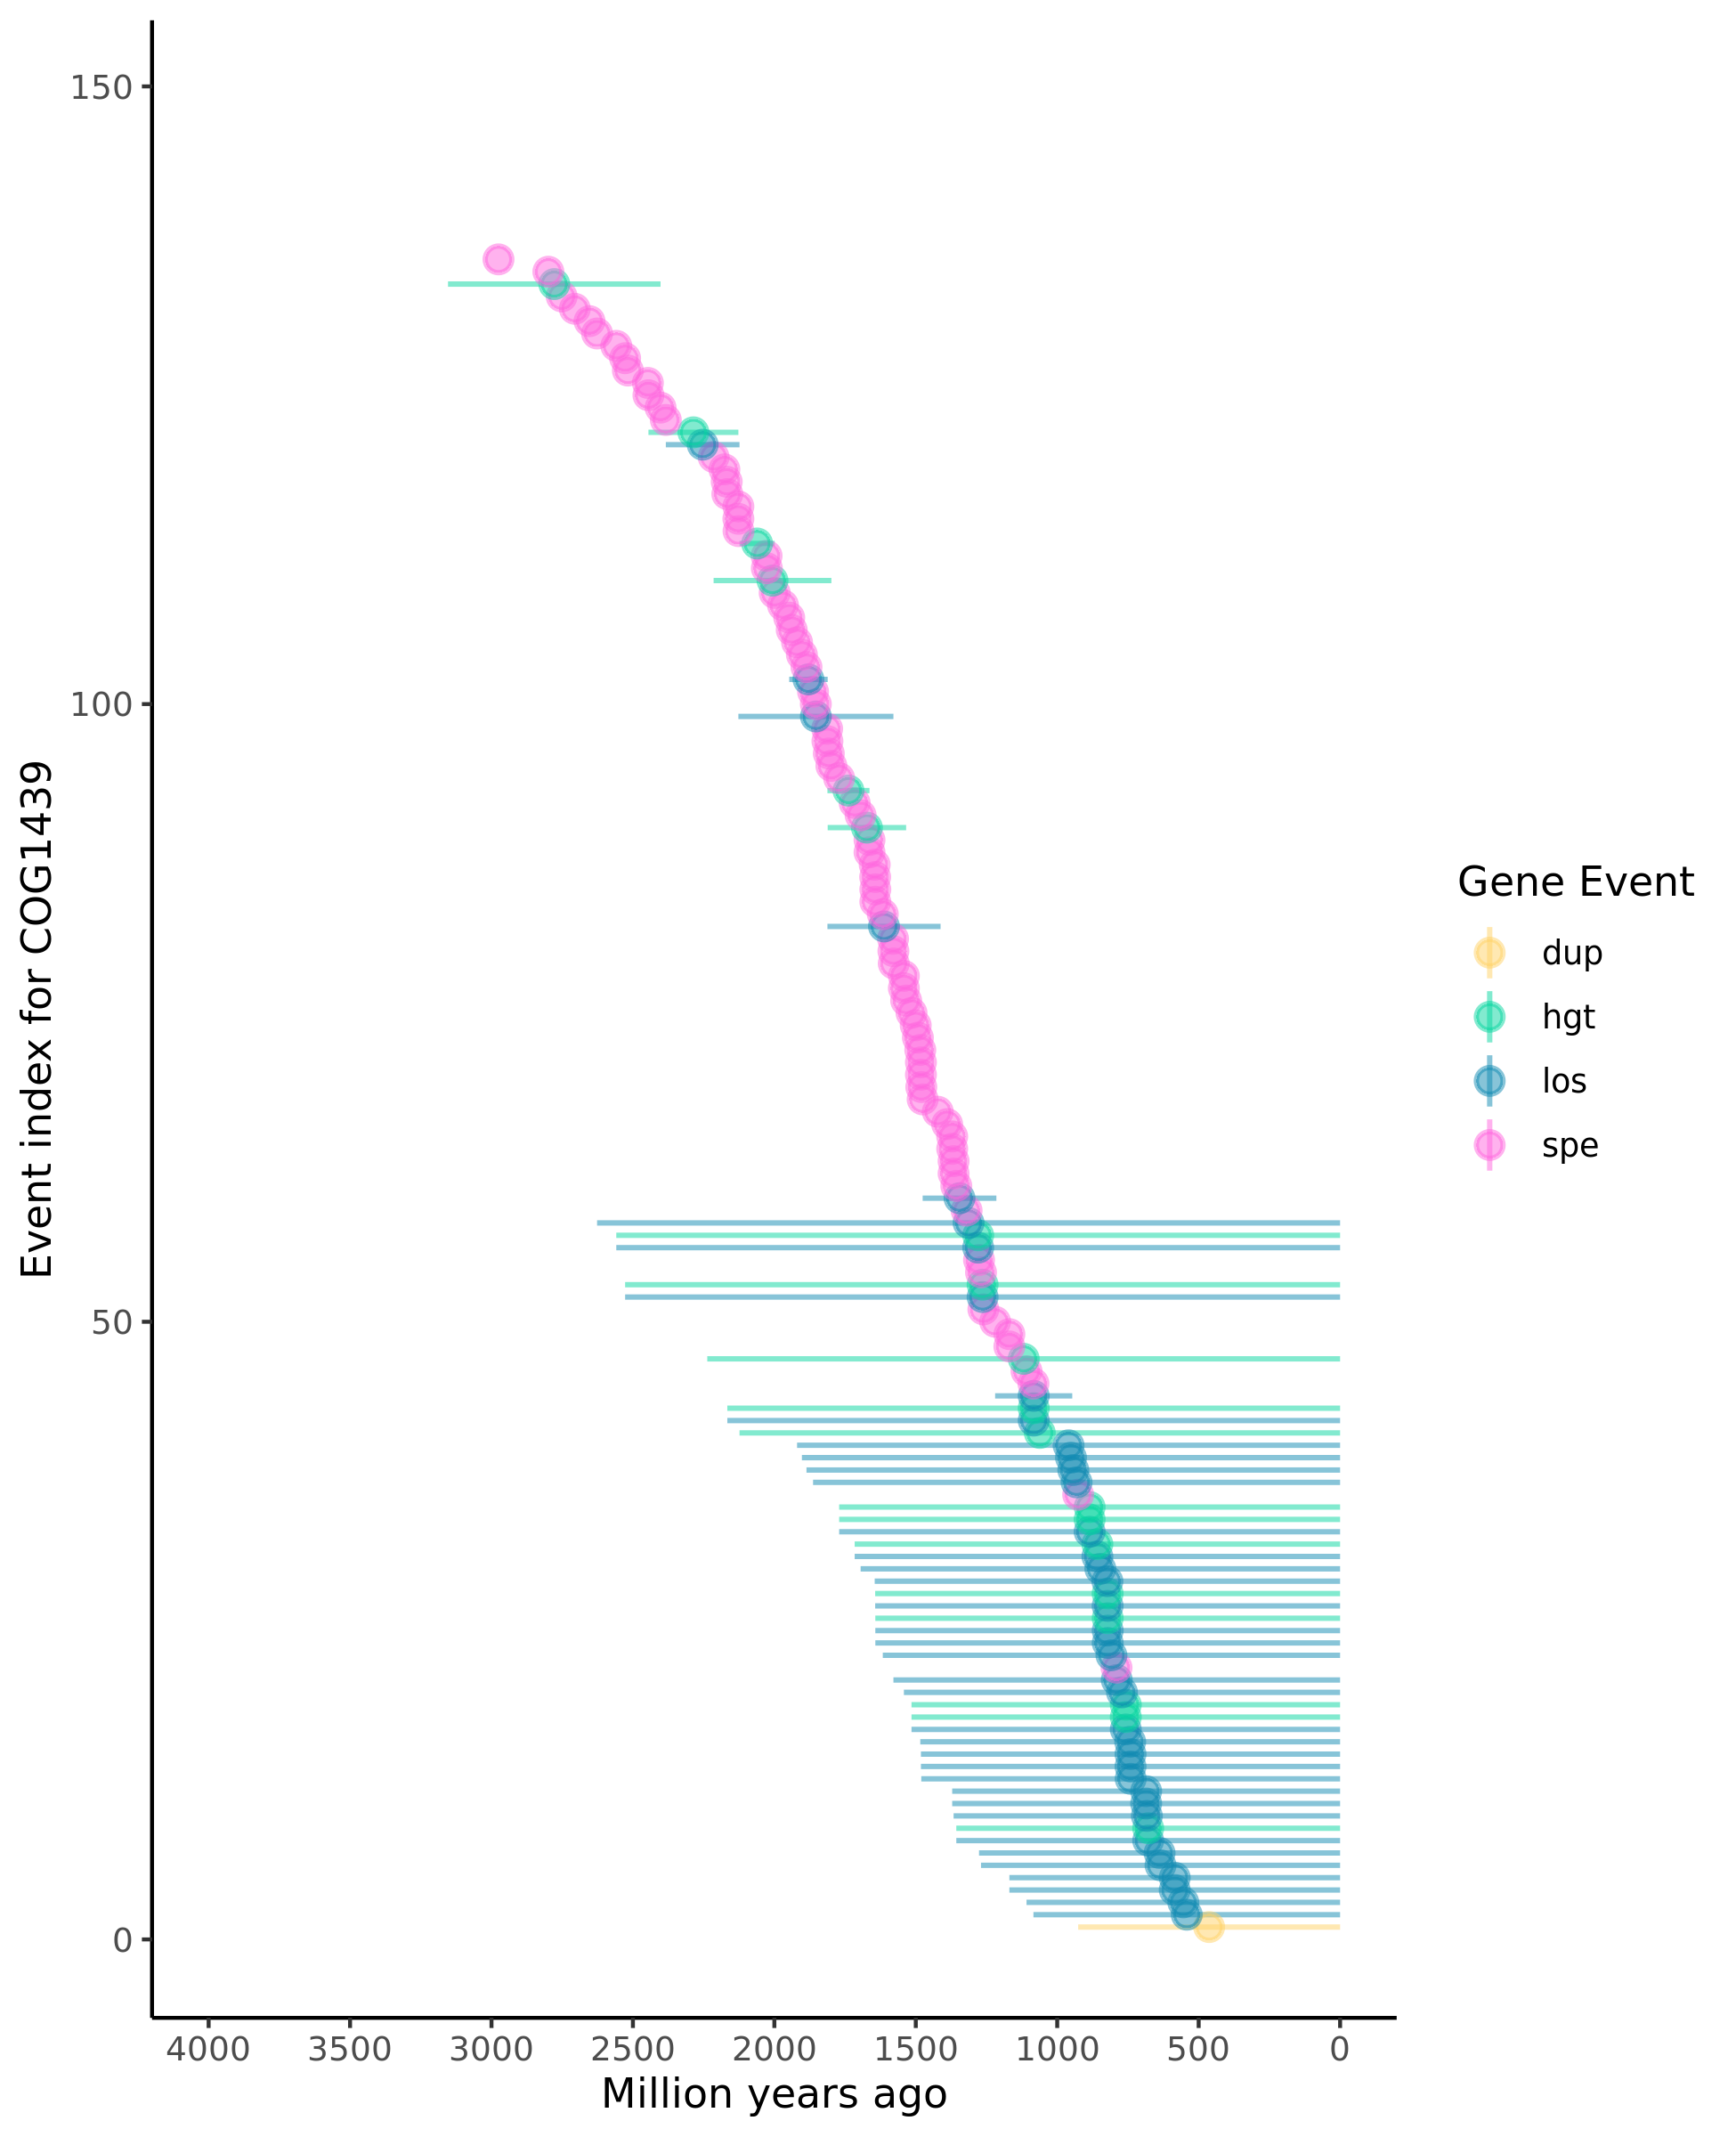 Event index for COG1439
150
100
50
0
4000 3500 3000 2500 2000 1500 1000 500 0
Million years ago
Gene Event
dup
hgt
los
spe